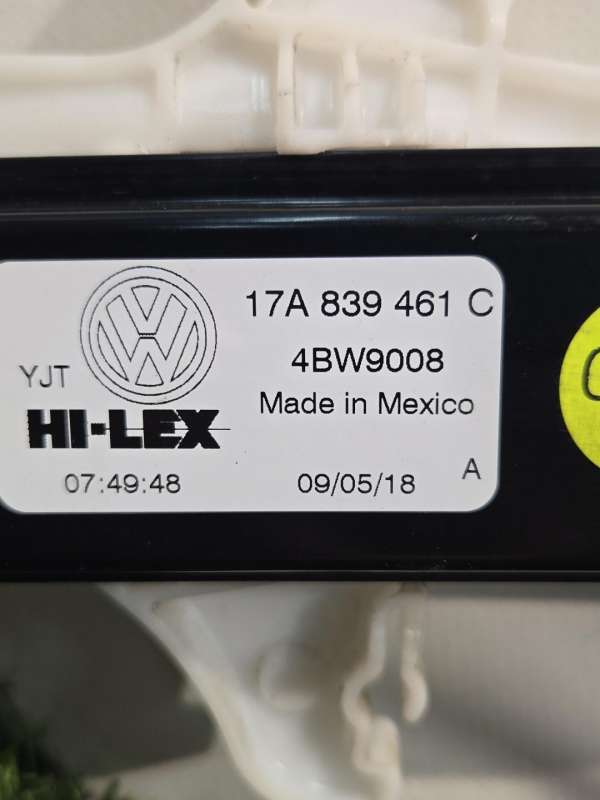 17A 839 461 C
4BW9008
YJT
HI-LEX
Made in Mexico
07:49:48
09/05/18
A